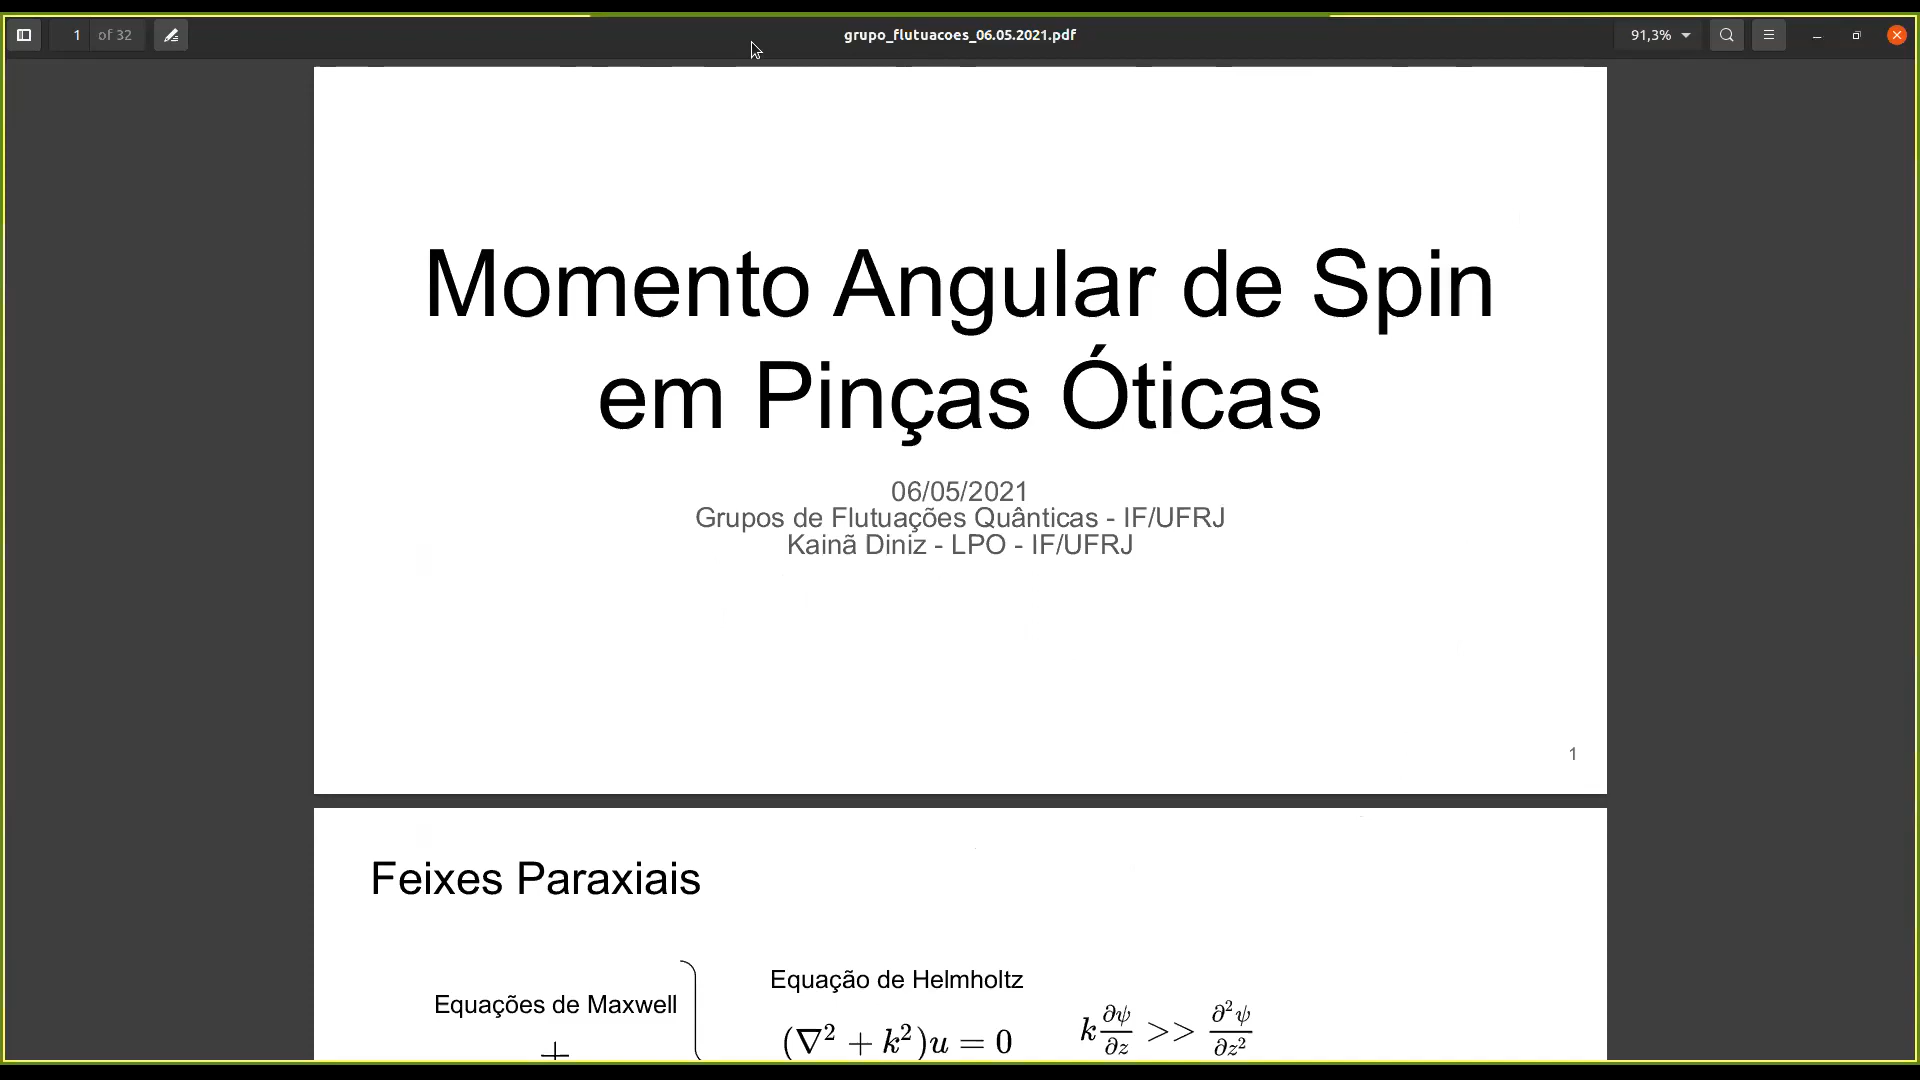 1 of 32
grupo_flutuacoes_06.05.2021.pdf
91,3%
Momento Angular de Spin
em Pinças Óticas
06/05/2021
Grupos de Flutuações Quânticas - IF/UFRJ
Kainã Diniz - LPO - IF/UFRJ
1
Feixes Paraxiais
Equações de Maxwell
+
Equação de Helmholtz
(∇² + k²)u = 0
k ∂ψ/∂z >> ∂²ψ/∂z²